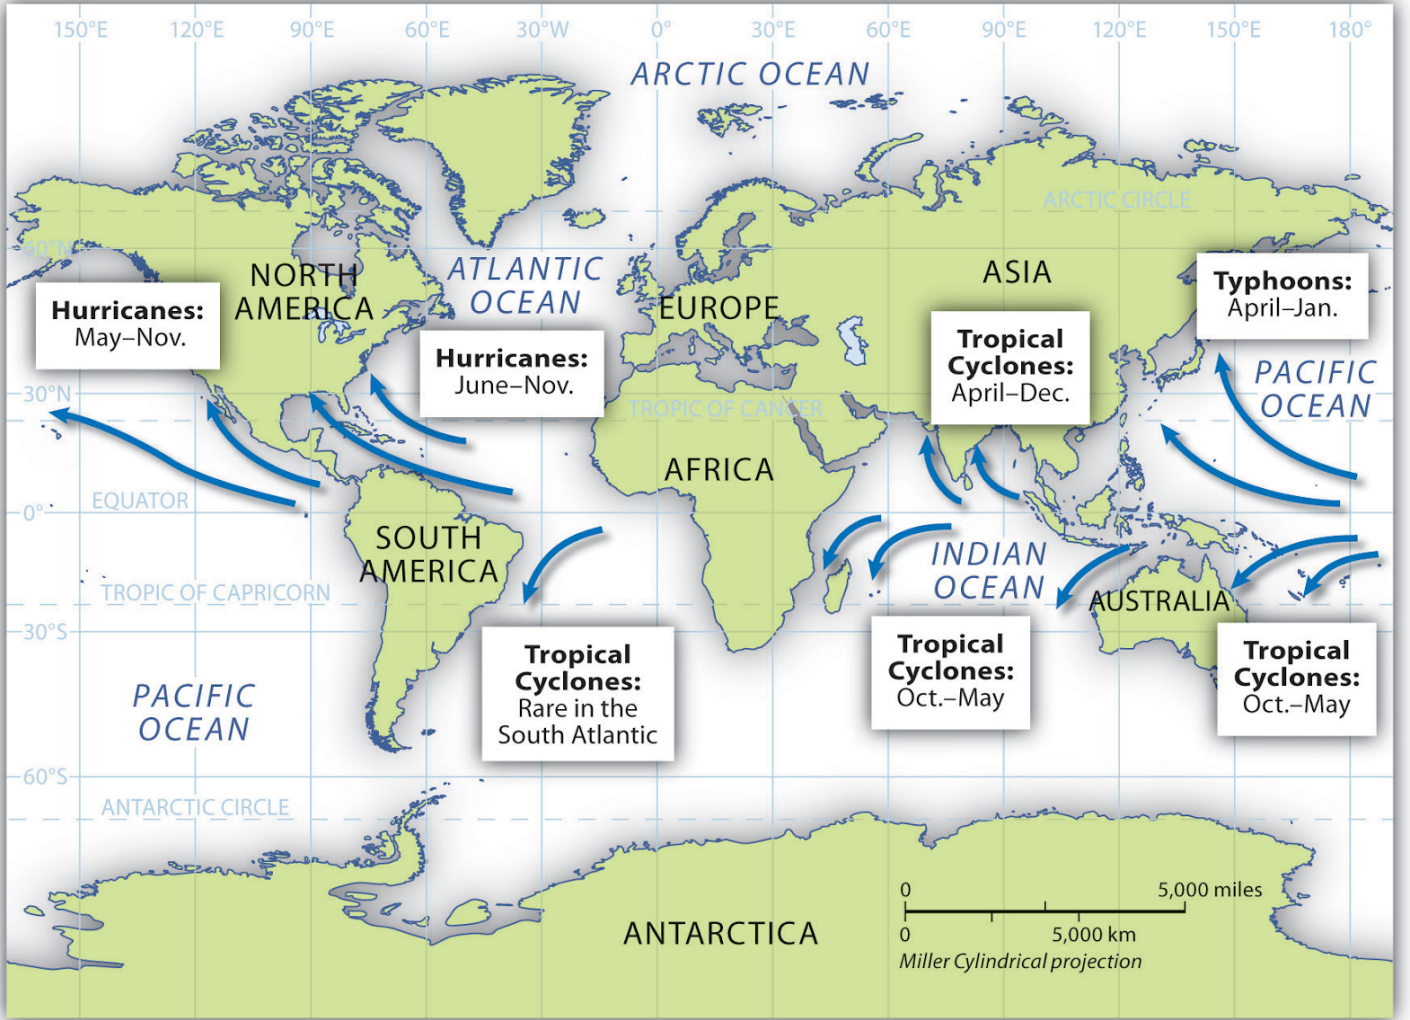 150°E 120°E 90°E 60°E 30°W 0° 30°E 60°E 90°E 120°E 150°E 180°
ARCTIC OCEAN
ARCTIC CIRCLE
60°N
NORTH
AMERICA
ATLANTIC
OCEAN
EUROPE
ASIA
Hurricanes:
May–Nov.
Hurricanes:
June–Nov.
Tropical
Cyclones:
April–Dec.
Typhoons:
April–Jan.
PACIFIC
OCEAN
30°N
TROPIC OF CANCER
AFRICA
EQUATOR
0°
SOUTH
AMERICA
INDIAN
OCEAN
TROPIC OF CAPRICORN
AUSTRALIA
30°S
Tropical
Cyclones:
Rare in the
South Atlantic
Tropical
Cyclones:
Oct.–May
Tropical
Cyclones:
Oct.–May
PACIFIC
OCEAN
60°S
ANTARCTIC CIRCLE
ANTARCTICA
0 5,000 miles
0 5,000 km
Miller Cylindrical projection